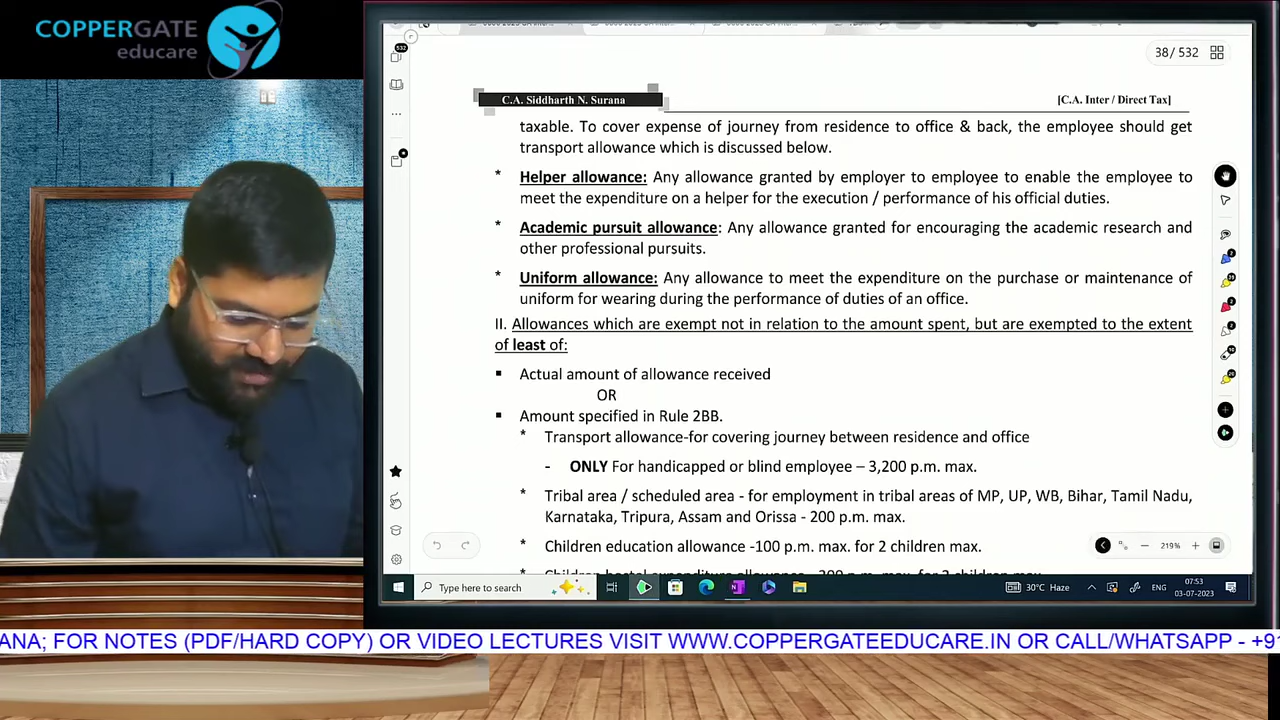 COPPERGATE
educare
38/ 532
532
C.A. Siddharth N. Surana
[C.A. Inter / Direct Tax]
taxable. To cover expense of journey from residence to office & back, the employee should get
transport allowance which is discussed below.
* Helper allowance: Any allowance granted by employer to employee to enable the employee to
meet the expenditure on a helper for the execution / performance of his official duties.
* Academic pursuit allowance: Any allowance granted for encouraging the academic research and
other professional pursuits.
* Uniform allowance: Any allowance to meet the expenditure on the purchase or maintenance of
uniform for wearing during the performance of duties of an office.
II. Allowances which are exempt not in relation to the amount spent, but are exempted to the extent
of least of:
▪ Actual amount of allowance received
OR
▪ Amount specified in Rule 2BB.
* Transport allowance-for covering journey between residence and office
- ONLY For handicapped or blind employee – 3,200 p.m. max.
* Tribal area / scheduled area - for employment in tribal areas of MP, UP, WB, Bihar, Tamil Nadu,
Karnataka, Tripura, Assam and Orissa - 200 p.m. max.
* Children education allowance -100 p.m. max. for 2 children max.
219%
Type here to search
30°C Haze
ENG
07:53
03-07-2023
ANA; FOR NOTES (PDF/HARD COPY) OR VIDEO LECTURES VISIT WWW.COPPERGATEEDUCARE.IN OR CALL/WHATSAPP - +91